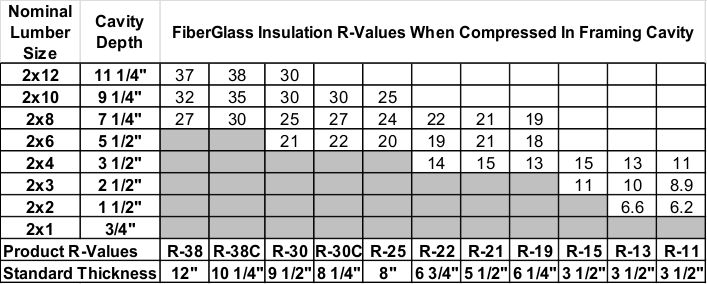 Nominal Lumber Size Cavity Depth FiberGlass Insulation R-Values When Compressed In Framing Cavity
2x12 11 1/4" 37 38 30
2x10 9 1/4" 32 35 30 30 25
2x8 7 1/4" 27 30 25 27 24 22 21 19
2x6 5 1/2" 21 22 20 19 21 18
2x4 3 1/2" 14 15 13 15 13 11
2x3 2 1/2" 11 10 8.9
2x2 1 1/2" 6.6 6.2
2x1 3/4"
Product R-Values R-38 R-38C R-30 R-30C R-25 R-22 R-21 R-19 R-15 R-13 R-11
Standard Thickness 12" 10 1/4" 9 1/2" 8 1/4" 8" 6 3/4" 5 1/2" 6 1/4" 3 1/2" 3 1/2" 3 1/2"